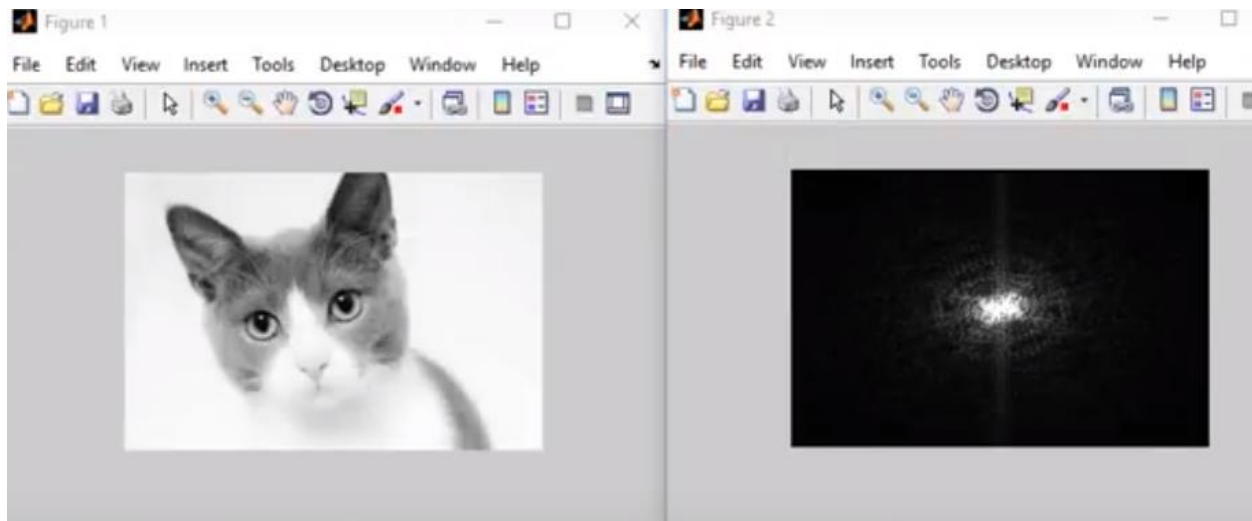 Figure 1
File Edit View Insert Tools Desktop Window Help
Figure 2
File Edit View Insert Tools Desktop Window Help